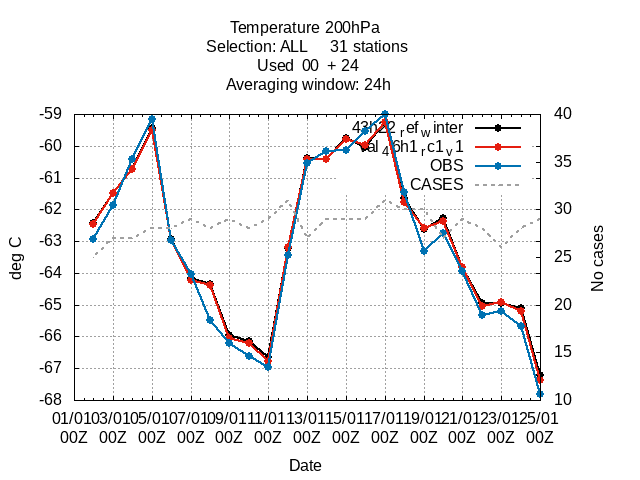 Temperature 200hPa
Selection: ALL     31 stations
Used  00  + 24
Averaging window: 24h
-59
-60
-61
-62
-63
-64
-65
-66
-67
-68
40
35
30
25
20
15
10
deg C
No cases
ref_winter
rc1_v1
OBS
CASES
01/01 03/01 05/01 07/01 09/01 11/01 13/01 15/01 17/01 19/01 21/01 23/01 25/01
00Z 00Z 00Z 00Z 00Z 00Z 00Z 00Z 00Z 00Z 00Z 00Z 00Z
Date